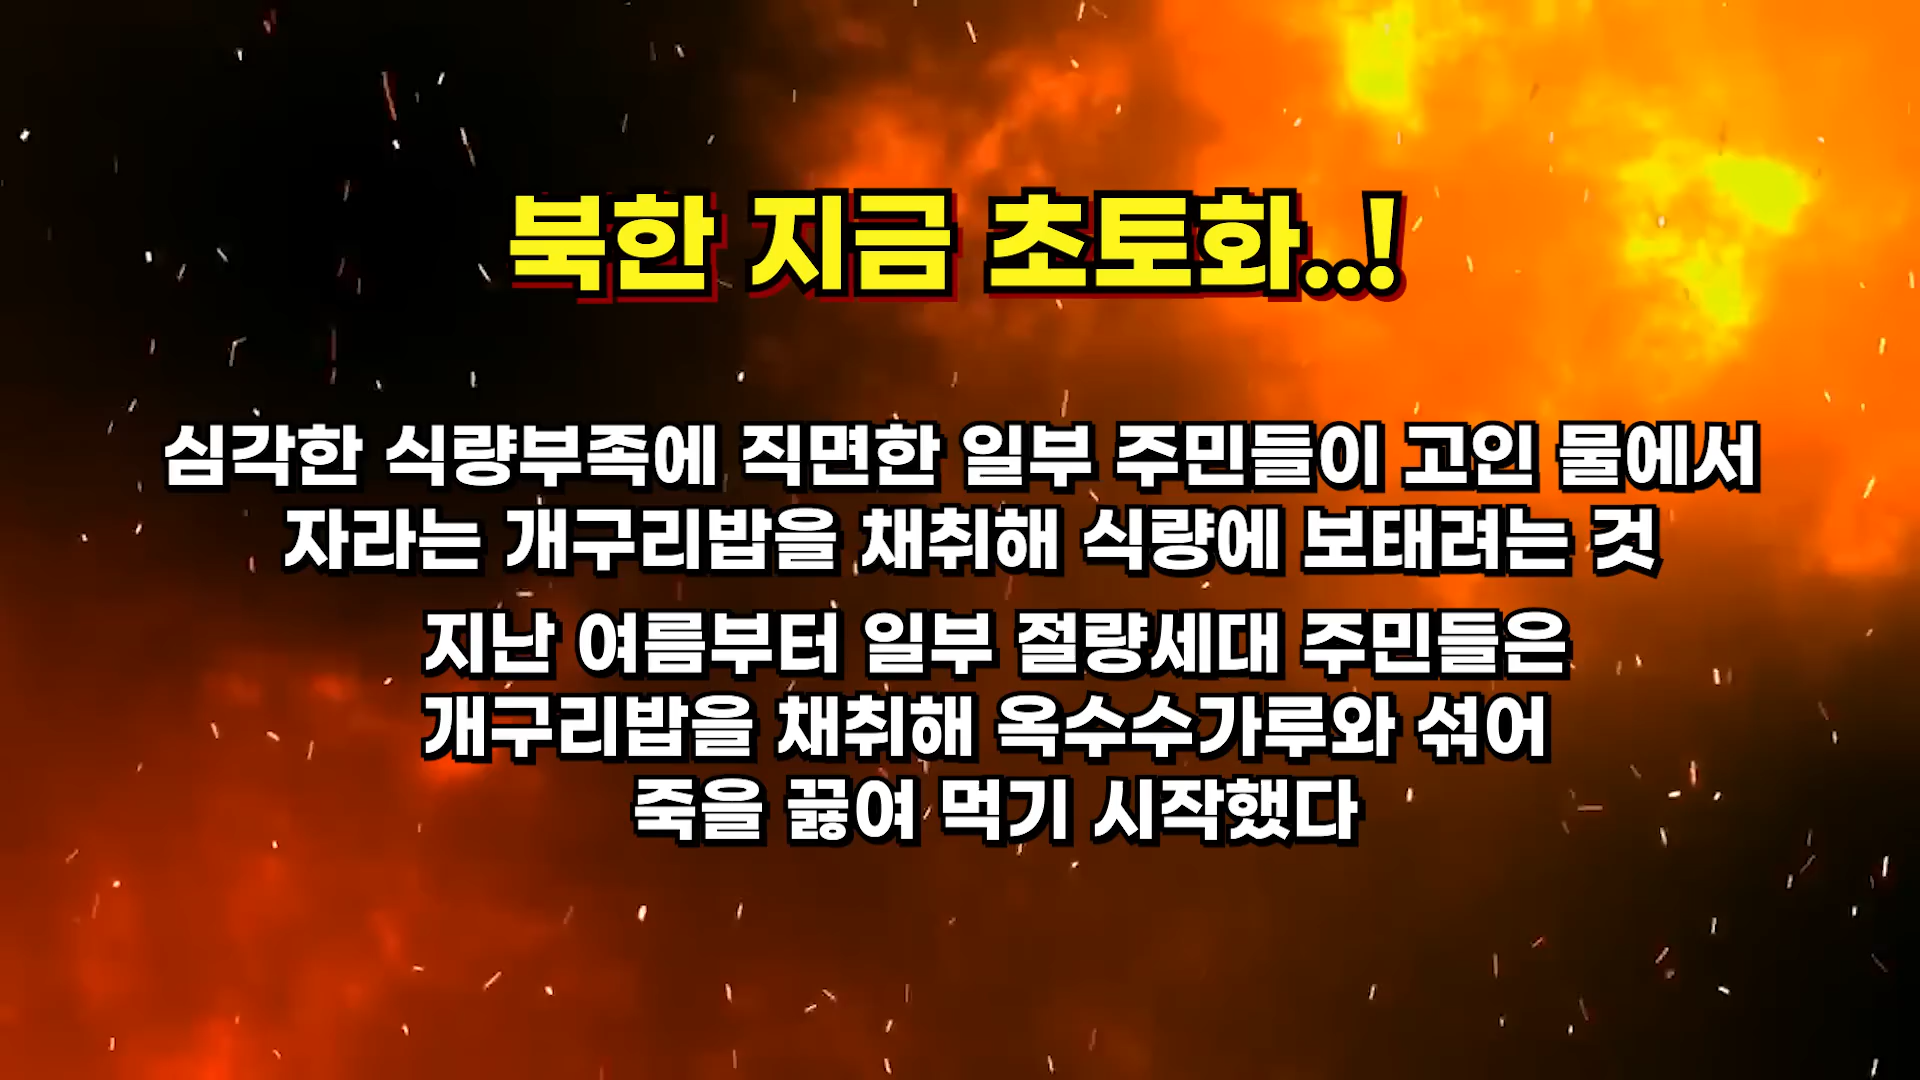 북한 지금 초토화..!
심각한 식량부족에 직면한 일부 주민들이 고인 물에서
자라는 개구리밥을 채취해 식량에 보태려는 것
지난 여름부터 일부 절량세대 주민들은
개구리밥을 채취해 옥수수가루와 섞어
죽을 끓여 먹기 시작했다